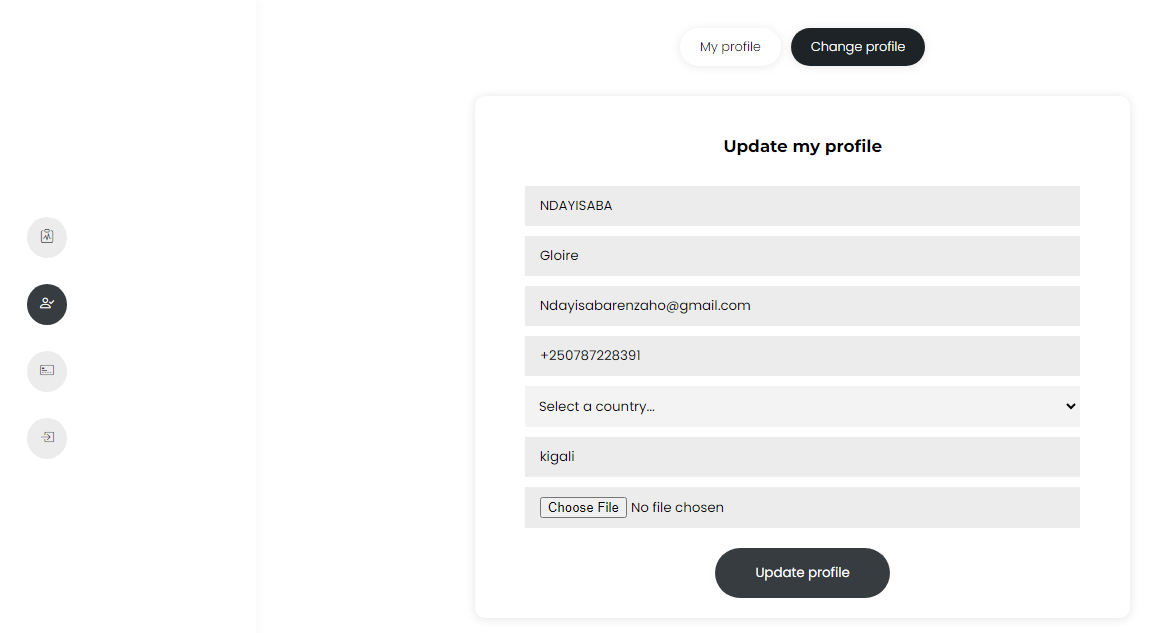 My profile
Change profile
Update my profile
NDAYISABA
Gloire
Ndayisabarenzaho@gmail.com
+250787228391
Select a country...
kigali
Choose File No file chosen
Update profile